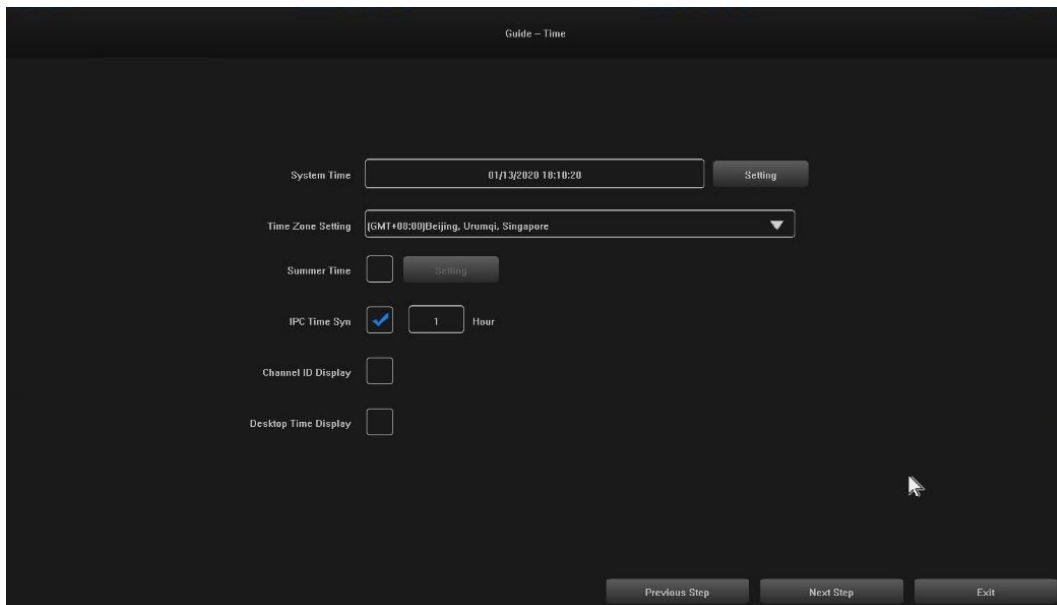 Guide – Time
System Time 01/13/2020 18:10:20 Setting
Time Zone Setting (GMT+08:00)Beijing, Urumqi, Singapore
Summer Time Setting
IPC Time Syn 1 Hour
Channel ID Display
Desktop Time Display
Previous Step Next Step Exit